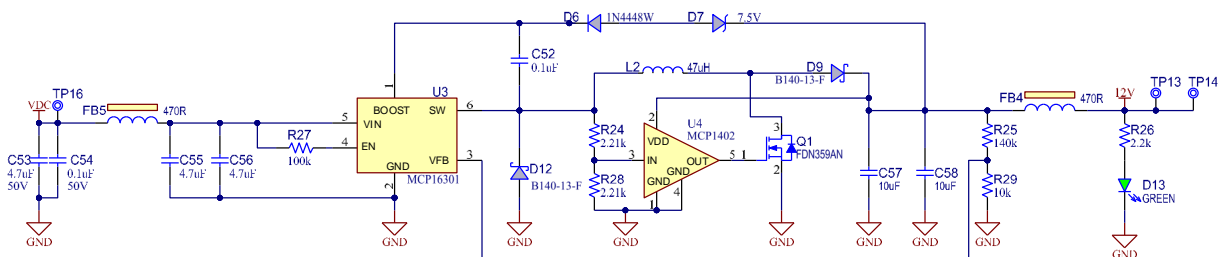 D6
1N4448W
D7
7.5V
C52
0.1uF
L2
47uH
D9
B140-13-F
VDC
TP16
FB5
470R
C53
4.7uF
50V
C54
0.1uF
50V
GND
C55
4.7uF
C56
4.7uF
R27
100k
U3
1
BOOST
SW
6
5
VIN
4
EN
VFB
3
GND
2
MCP16301
GND
D12
B140-13-F
GND
R24
2.21k
R28
2.21k
U4
MCP1402
2
VDD
3
IN
OUT
5
1
GND
GND
1
4
GND
3
Q1
FDN359AN
2
GND
C57
10uF
GND
C58
10uF
GND
R25
140k
R29
10k
GND
FB4
470R
12V
TP13
TP14
R26
2.2k
D13
GREEN
GND